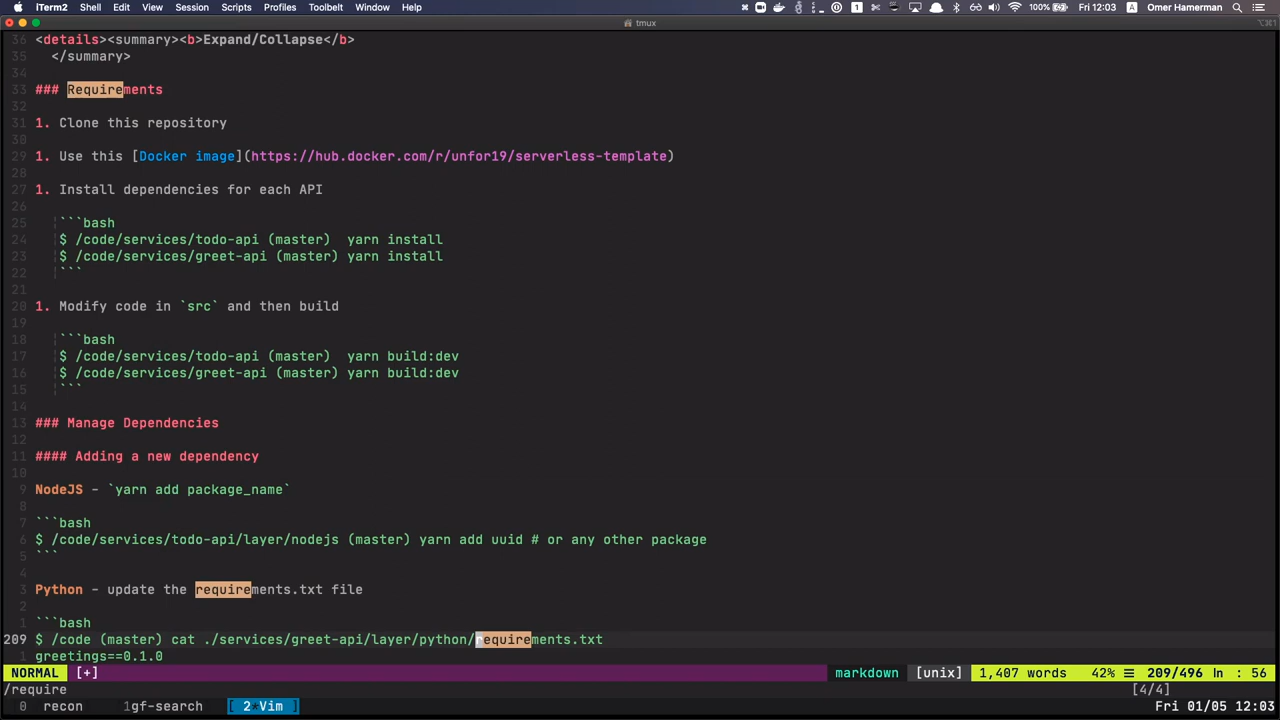 iTerm2 Shell Edit View Session Scripts Profiles Toolbelt Window Help 1 A 100% Fri 12:03 A Omer Hamerman
tmux ⌥⌘1
36 <details><summary><b>Expand/Collapse</b>
35 </summary>
34
33 ### Requirements
32
31 1. Clone this repository
30
29 1. Use this [Docker image](https://hub.docker.com/r/unfor19/serverless-template)
28
27 1. Install dependencies for each API
26
25 ¦```bash
24 ¦$ /code/services/todo-api (master)  yarn install
23 ¦$ /code/services/greet-api (master) yarn install
22 ¦```
21
20 1. Modify code in `src` and then build
19
18 ¦```bash
17 ¦$ /code/services/todo-api (master)  yarn build:dev
16 ¦$ /code/services/greet-api (master) yarn build:dev
15 ¦```
14
13 ### Manage Dependencies
12
11 #### Adding a new dependency
10
9 NodeJS - `yarn add package_name`
8
7 ```bash
6 $ /code/services/todo-api/layer/nodejs (master) yarn add uuid # or any other package
5 ```
4
3 Python - update the requirements.txt file
2
1 ```bash
209 $ /code (master) cat ./services/greet-api/layer/python/requirements.txt
1 greetings==0.1.0
NORMAL [+] markdown [unix] 1,407 words 42% ☰ 209/496 ln : 56
/require [4/4]
0 recon 1gf-search [ 2*Vim ] Fri 01/05 12:03